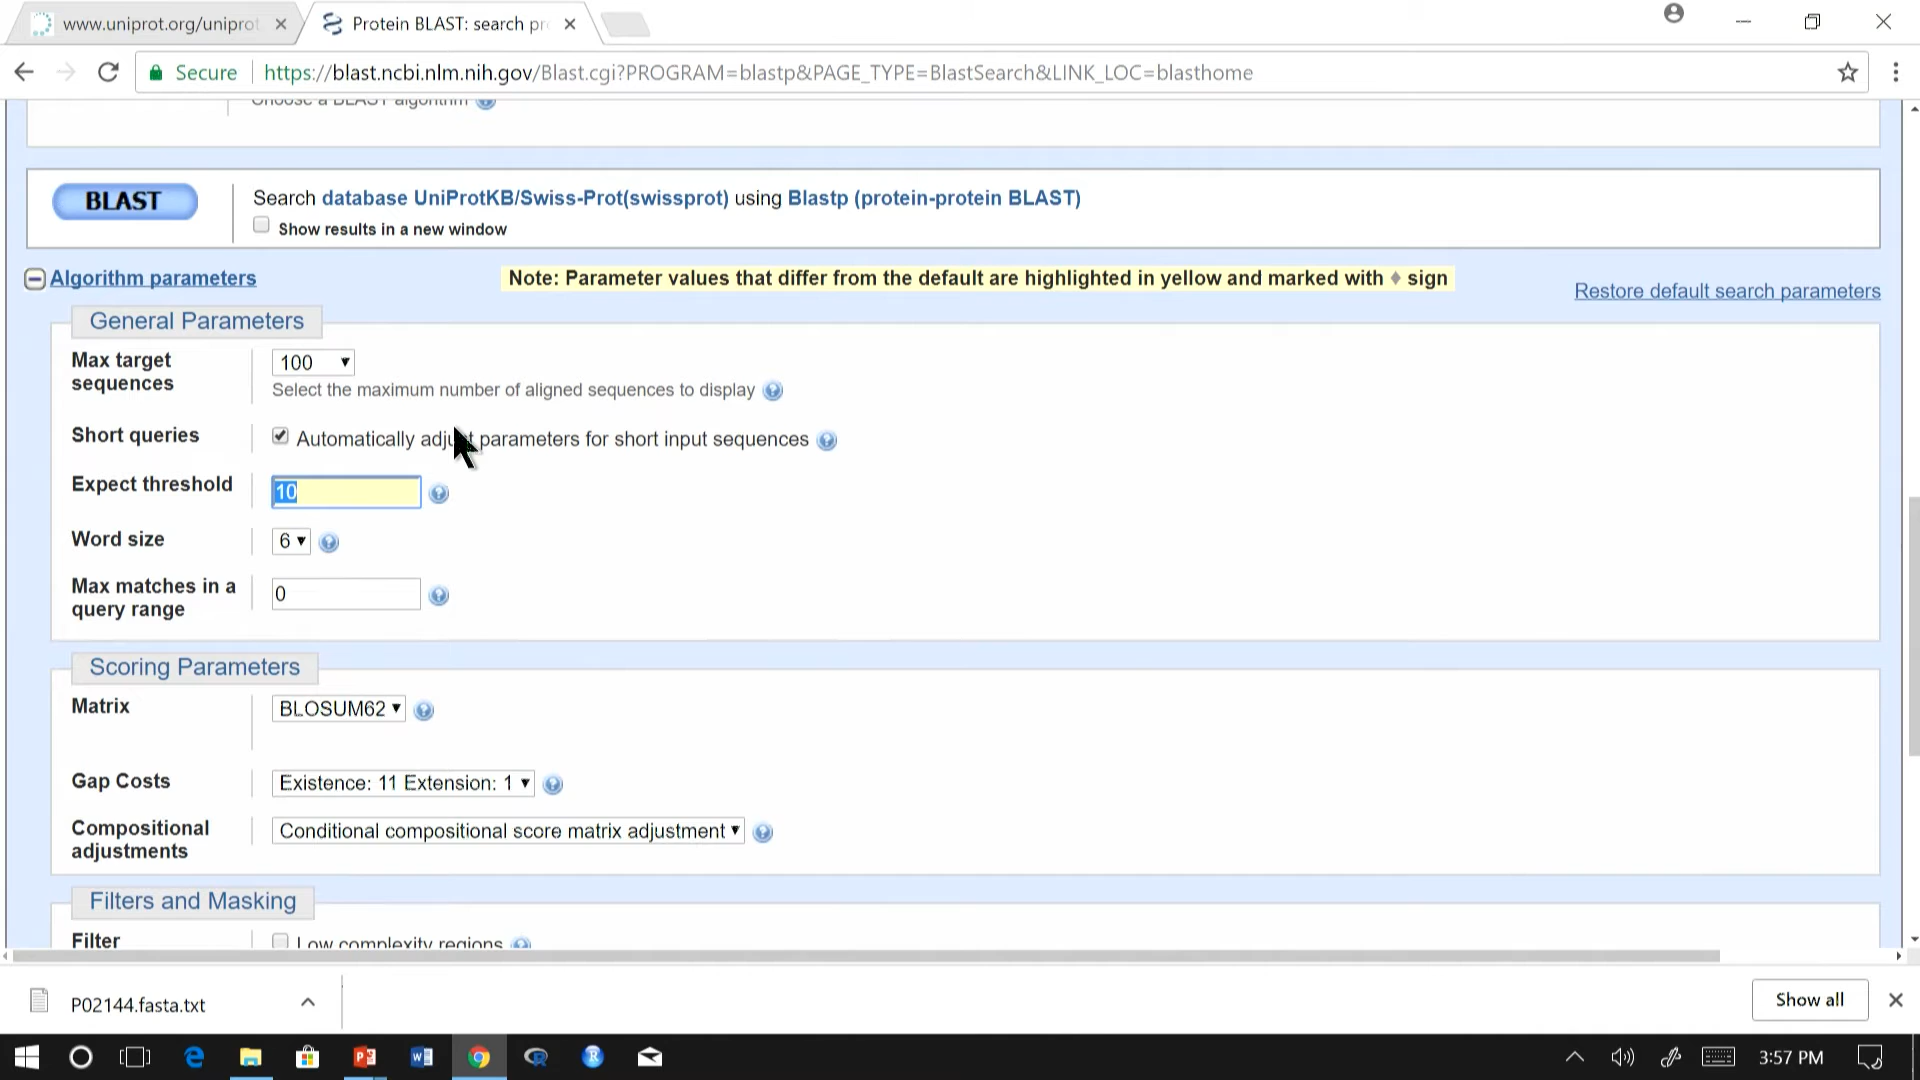 www.uniprot.org/uniprot
Protein BLAST: search pr
Secure
https://blast.ncbi.nlm.nih.gov/Blast.cgi?PROGRAM=blastp&PAGE_TYPE=BlastSearch&LINK_LOC=blasthome
Choose a BLAST algorithm
BLAST
Search database UniProtKB/Swiss-Prot(swissprot) using Blastp (protein-protein BLAST)
Show results in a new window
Algorithm parameters
Note: Parameter values that differ from the default are highlighted in yellow and marked with ♦ sign
Restore default search parameters
General Parameters
Max target
sequences
100
Select the maximum number of aligned sequences to display
Short queries
Automatically adjust parameters for short input sequences
Expect threshold
10
Word size
6
Max matches in a
query range
0
Scoring Parameters
Matrix
BLOSUM62
Gap Costs
Existence: 11 Extension: 1
Compositional
adjustments
Conditional compositional score matrix adjustment
Filters and Masking
Filter
Low complexity regions
P02144.fasta.txt
Show all
3:57 PM